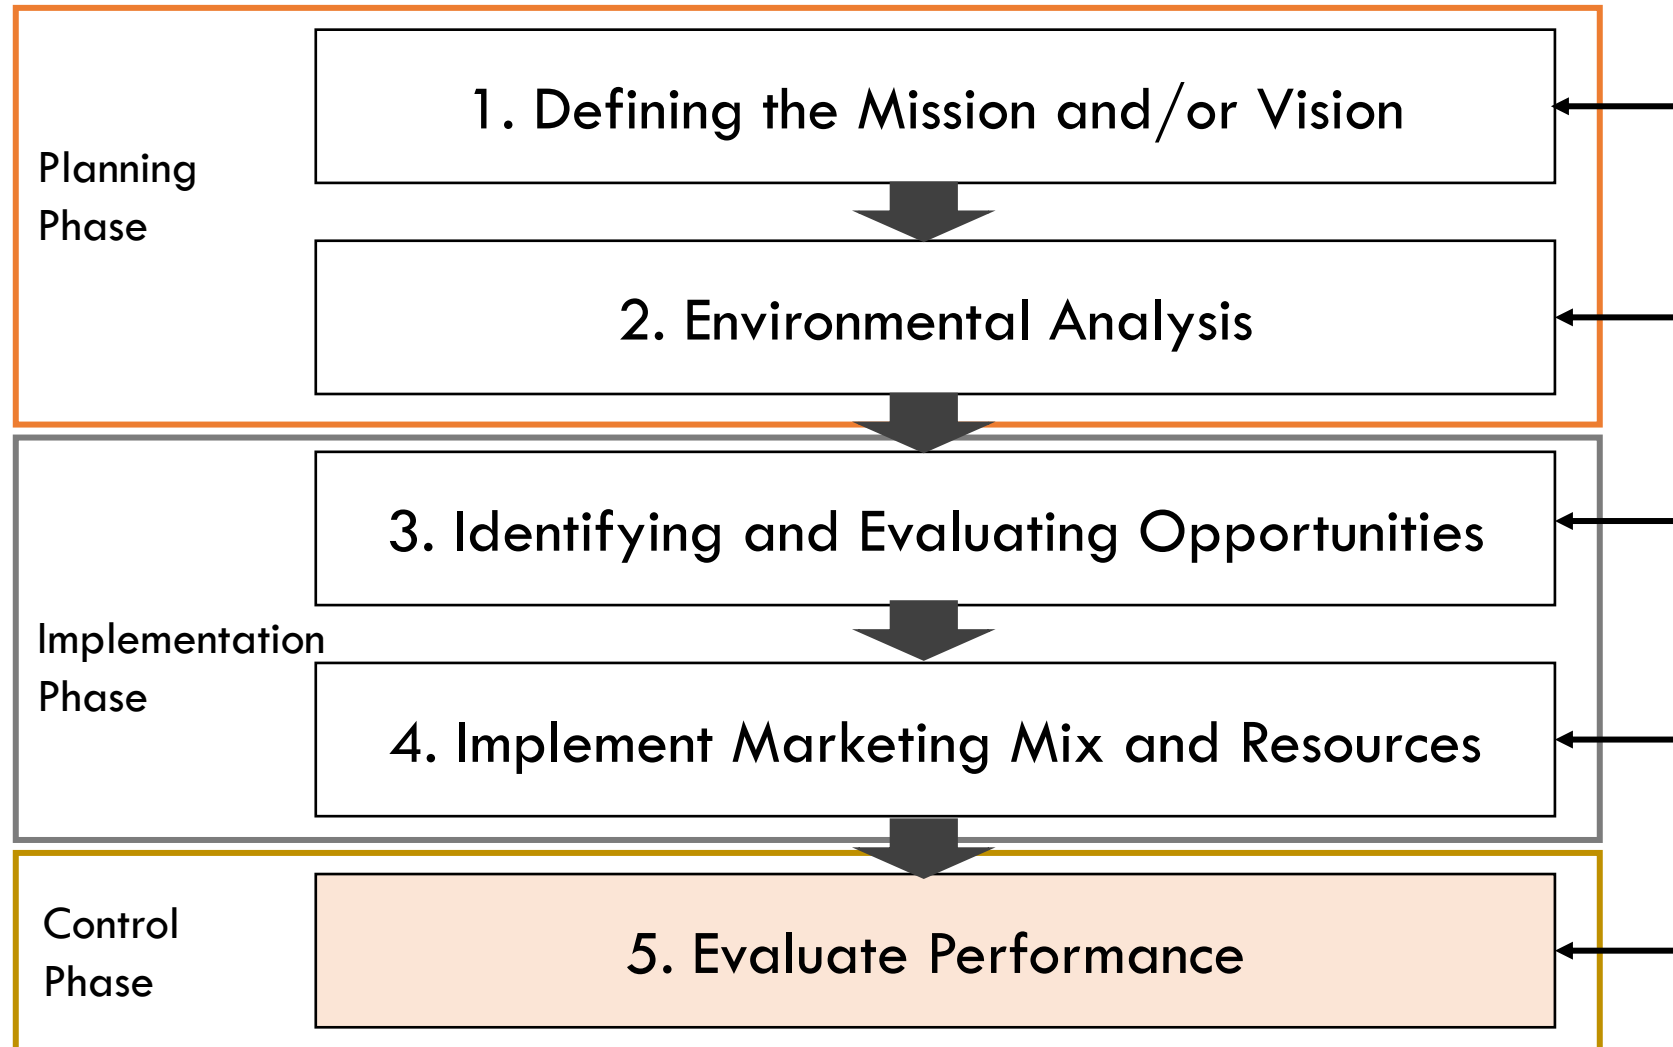 1. Defining the Mission and/or Vision
Planning
Phase
2. Environmental Analysis
3. Identifying and Evaluating Opportunities
Implementation
Phase
4. Implement Marketing Mix and Resources
Control
Phase
5. Evaluate Performance